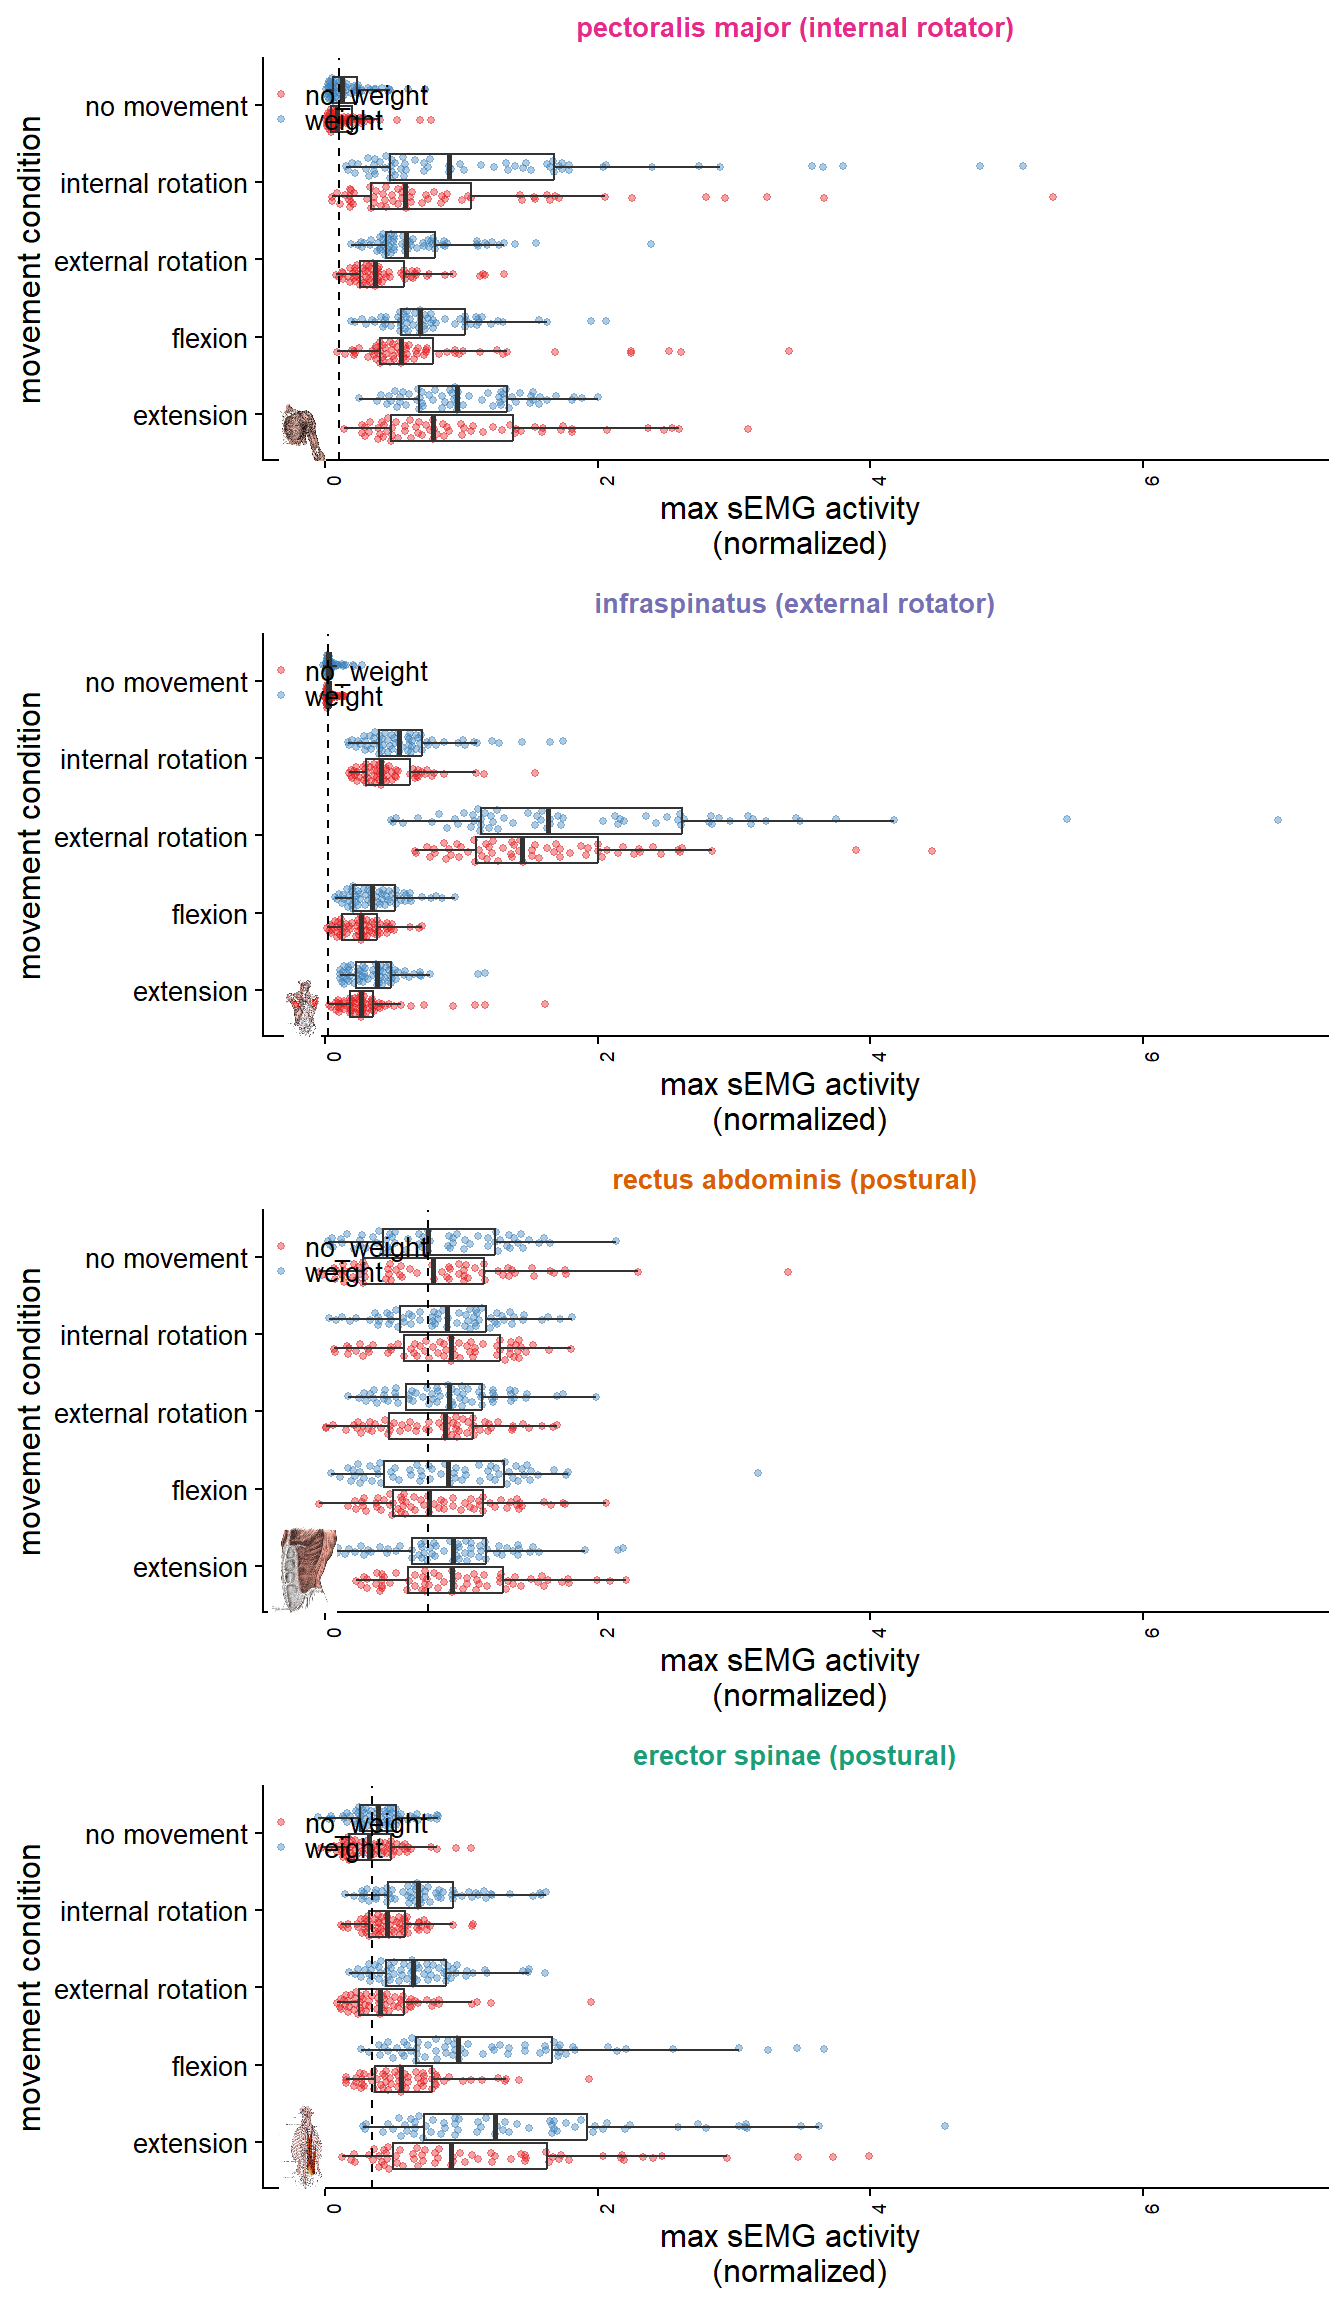 pectoralis major (internal rotator)
movement condition
no movement
internal rotation
external rotation
flexion
extension
no_weight
weight
0 2 4 6
max sEMG activity
(normalized)
infraspinatus (external rotator)
movement condition
no movement
internal rotation
external rotation
flexion
extension
no_weight
weight
0 2 4 6
max sEMG activity
(normalized)
rectus abdominis (postural)
movement condition
no movement
internal rotation
external rotation
flexion
extension
no_weight
weight
0 2 4 6
max sEMG activity
(normalized)
erector spinae (postural)
movement condition
no movement
internal rotation
external rotation
flexion
extension
no_weight
weight
0 2 4 6
max sEMG activity
(normalized)